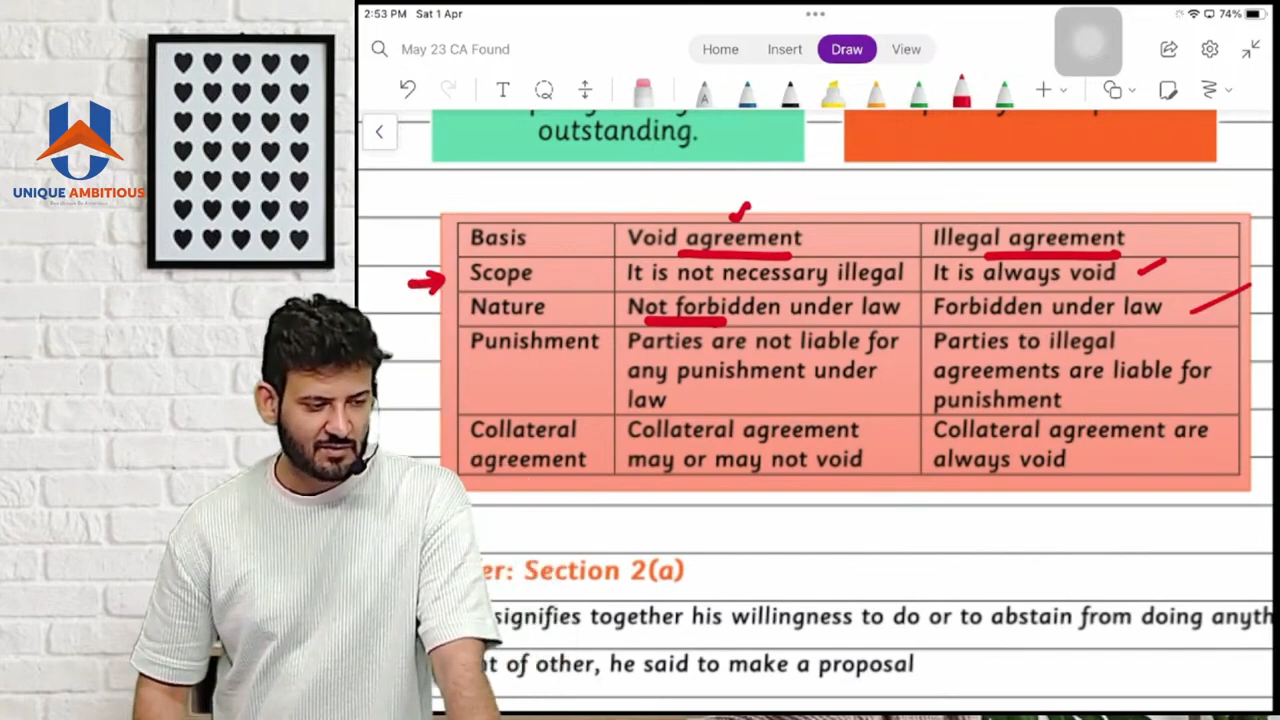 2:53 PM Sat 1 Apr
74%
May 23 CA Found
Home Insert Draw View
outstanding.
Basis Void agreement Illegal agreement
Scope It is not necessary illegal It is always void
Nature Not forbidden under law Forbidden under law
Punishment Parties are not liable for Parties to illegal
any punishment under agreements are liable for
law punishment
Collateral Collateral agreement Collateral agreement are
agreement may or may not void always void
er: Section 2(a)
signifies together his willingness to do or to abstain from doing anyth
t of other, he said to make a proposal
UNIQUE AMBITIOUS